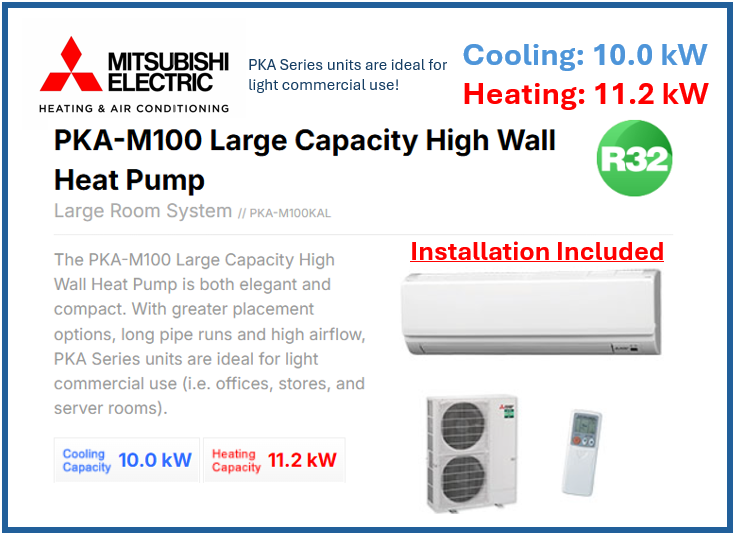 MITSUBISHI
ELECTRIC
HEATING & AIR CONDITIONING
PKA Series units are ideal for
light commercial use!
Cooling: 10.0 kW
Heating: 11.2 kW
PKA-M100 Large Capacity High Wall
Heat Pump
R32
Large Room System // PKA-M100KAL
The PKA-M100 Large Capacity High
Wall Heat Pump is both elegant and
compact. With greater placement
options, long pipe runs and high airflow,
PKA Series units are ideal for light
commercial use (i.e. offices, stores, and
server rooms).
Installation Included
Cooling
Capacity 10.0 kW
Heating
Capacity 11.2 kW